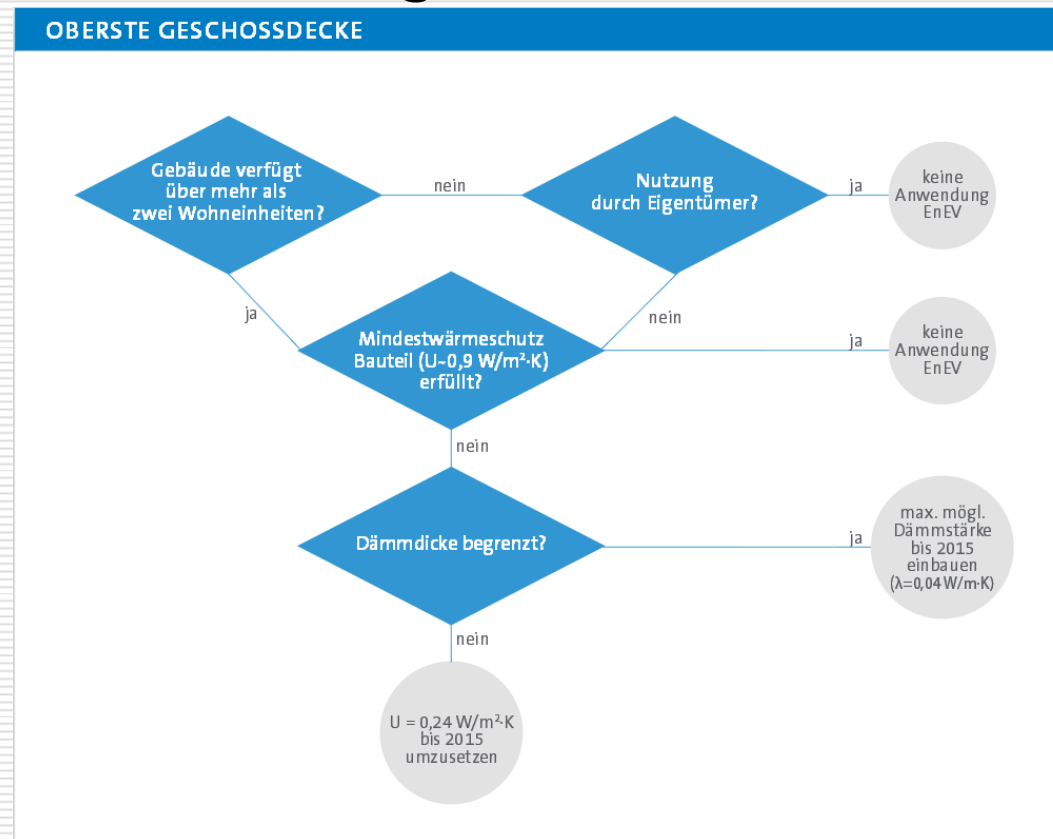 OBERSTE GESCHOSSDECKE
Gebäude verfügt
über mehr als
zwei Wohneinheiten?
nein
Nutzung
durch Eigentümer?
ja
keine
Anwendung
EnEV
ja
nein
Mindestwärmeschutz
Bauteil (U~0,9 W/m²·K)
erfüllt?
ja
keine
Anwendung
EnEV
nein
Dämmdicke begrenzt?
ja
max. mögl.
Dämmstärke
bis 2015
einbauen
(λ=0,04 W/m·K)
nein
U = 0,24 W/m²·K
bis 2015
umzusetzen